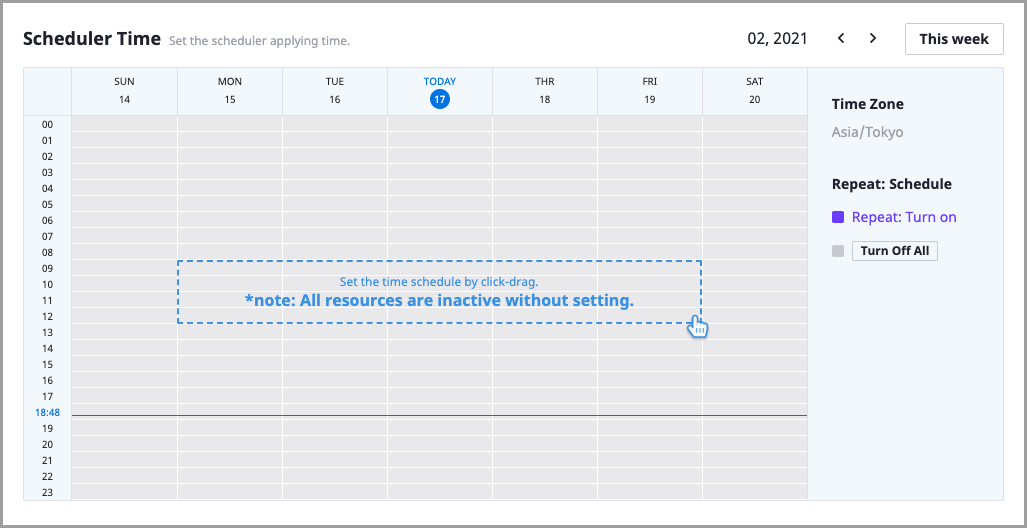 Scheduler Time Set the scheduler applying time.
02, 2021
This week
SUN MON TUE TODAY THR FRI SAT
14 15 16 17 18 19 20
00
01
02
03
04
05
06
07
08
09
10
11
12
13
14
15
16
17
18:48
19
20
21
22
23
Set the time schedule by click-drag.
*note: All resources are inactive without setting.
Time Zone
Asia/Tokyo
Repeat: Schedule
Repeat: Turn on
Turn Off All